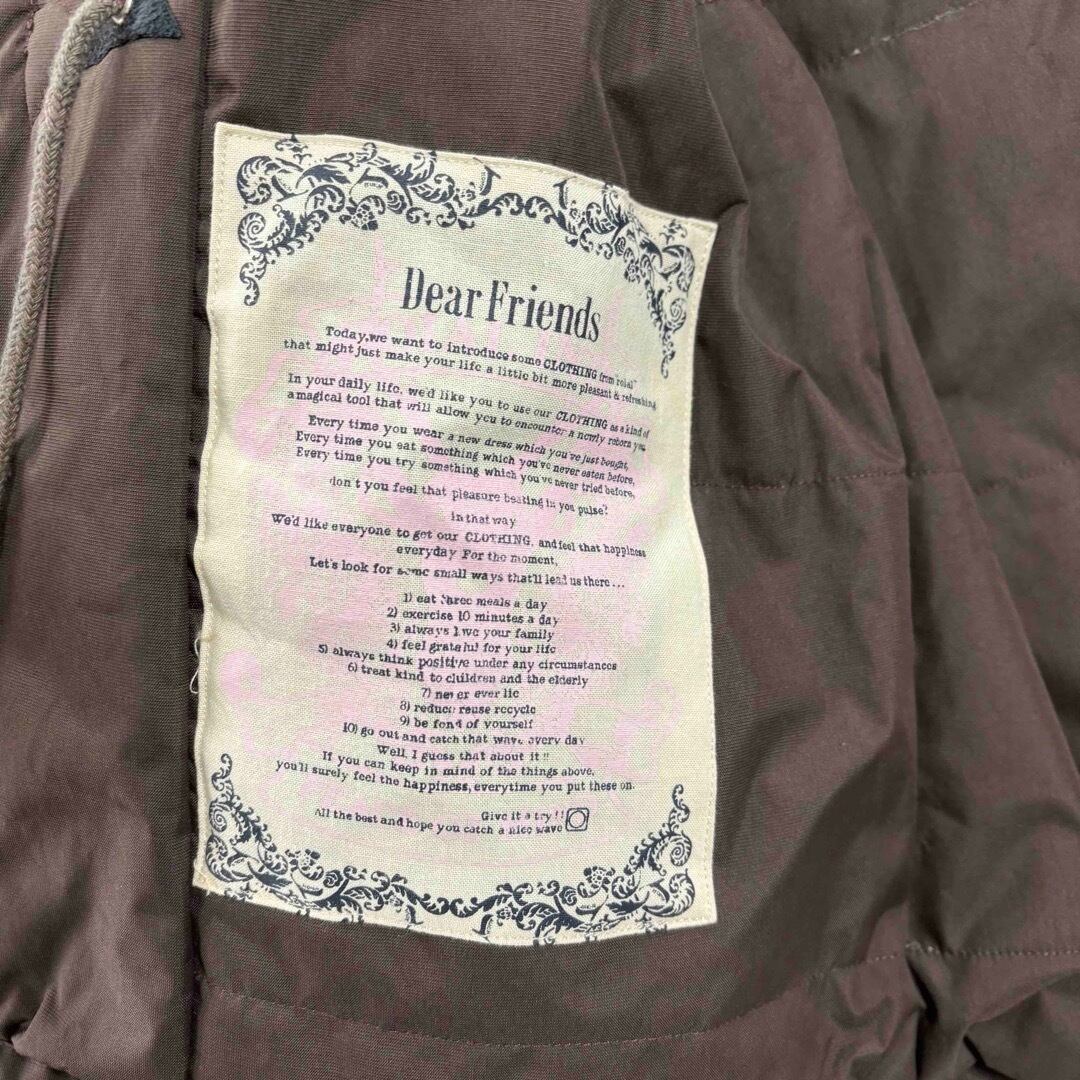 Dear Friends
Today,we want to introduce some CLOTHING from "rolal"
that might just make your life a little bit more pleasant & refreshing
In your daily life, we'd like you to use our CLOTHING as a kind of
a magical tool that will allow you to encounter a newly reborn you.
Every time you wear a new dress which you've just bought,
Every time you eat something which you've never eaten before,
Every time you try something which you've never tried before,
don't you feel that pleasure beating in you pulse?
in that way
We'd like everyone to get our CLOTHING, and feel that happiness
everyday For the moment,
Let's look for some small ways that'll lead us there...
1) eat three meals a day
2) exercise 10 minutes a day
3) always love your family
4) feel grateful for your life
5) always think positive under any circumstances
6) treat kind to children and the elderly
7) never ever lie
8) reduce reuse recycle
9) be fond of yourself
10) go out and catch that wave every day
Well, I guess that about it !!
If you can keep in mind of the things above,
you'll surely feel the happiness, everytime you put these on.
Give it a try !!
All the best and hope you catch a nice wave